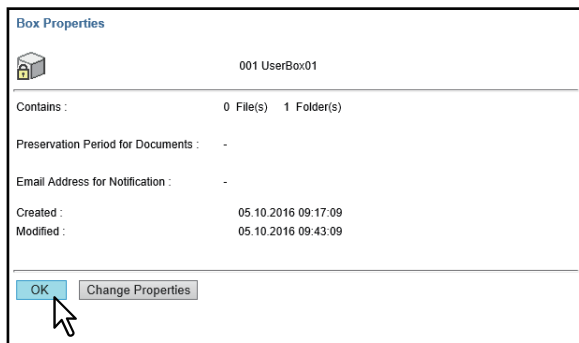 Box Properties
001 UserBox01
Contains : 0 File(s) 1 Folder(s)
Preservation Period for Documents : -
Email Address for Notification : -
Created : 05.10.2016 09:17:09
Modified : 05.10.2016 09:43:09
OK Change Properties